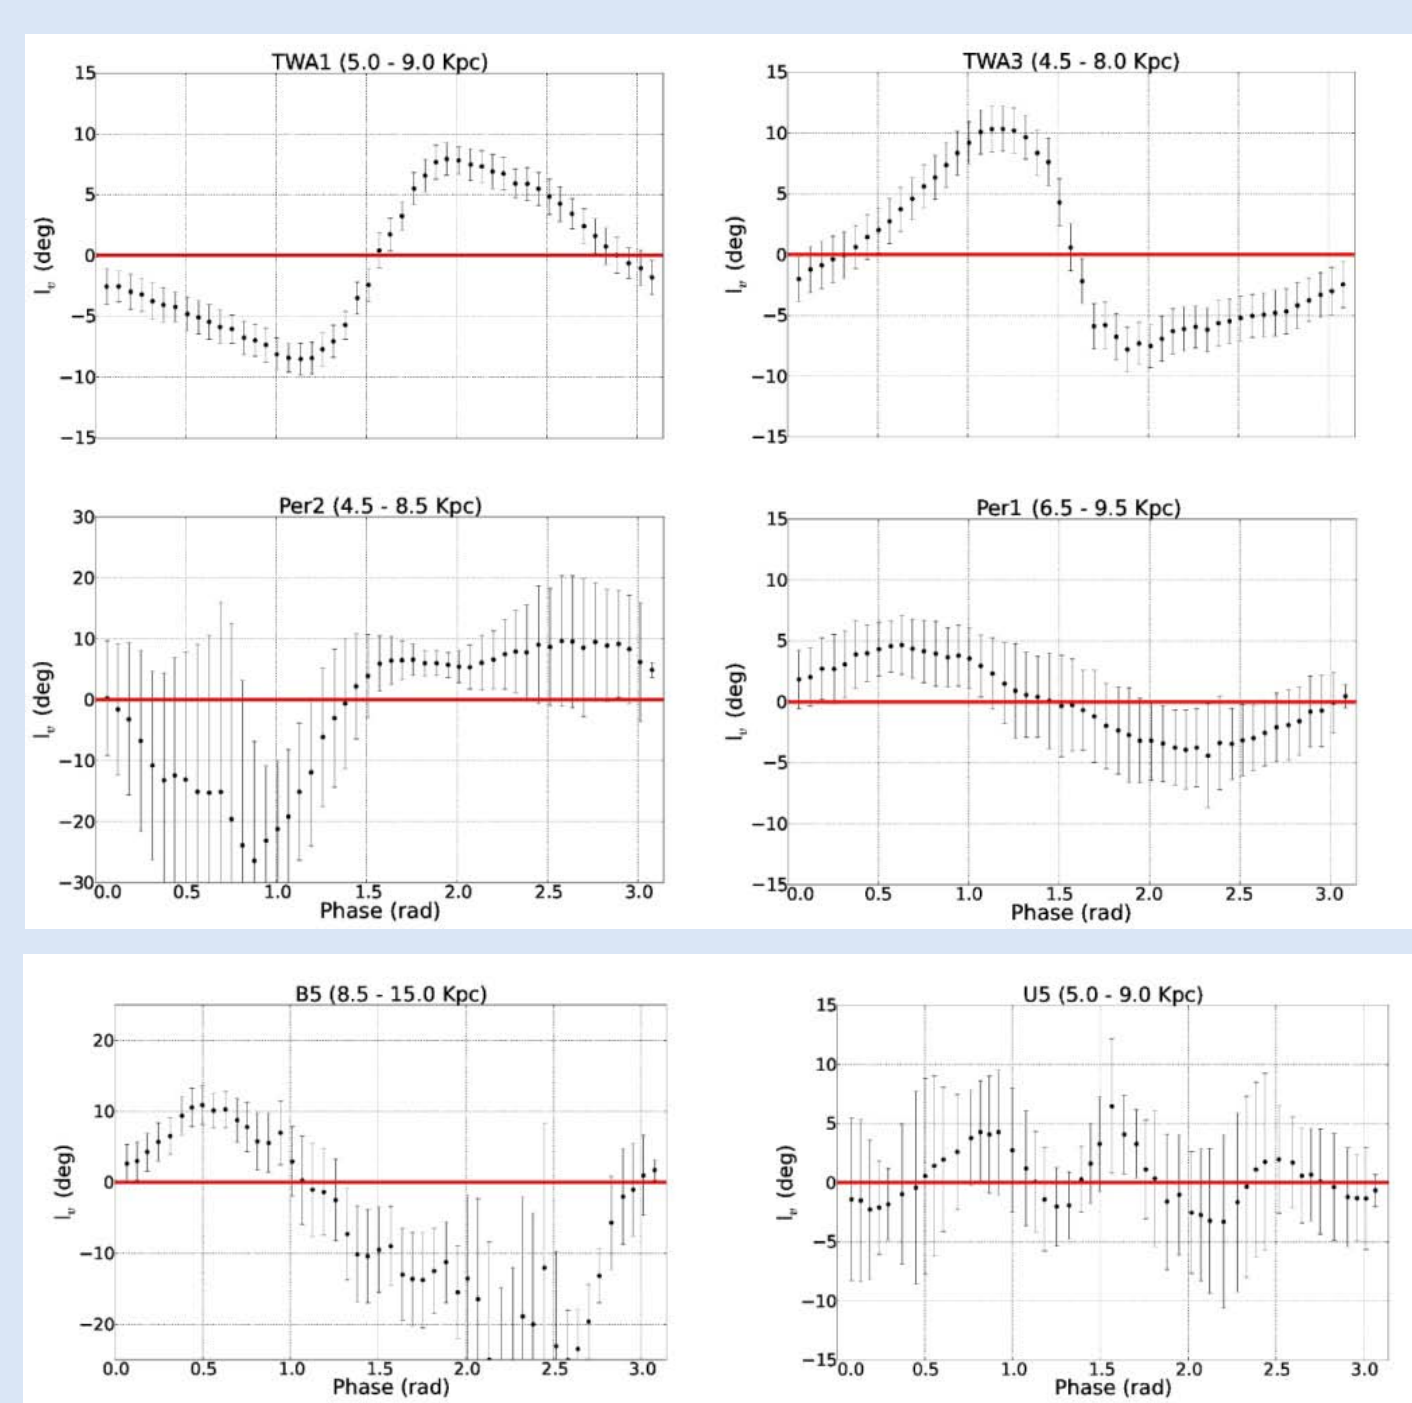 TWA1 (5.0 - 9.0 Kpc)
15
10
5
0
−5
−10
−15
l_v (deg)
TWA3 (4.5 - 8.0 Kpc)
15
10
5
0
−5
−10
−15
l_v (deg)
Per2 (4.5 - 8.5 Kpc)
30
20
10
0
−10
−20
−30
l_v (deg)
0.0 0.5 1.0 1.5 2.0 2.5 3.0
Phase (rad)
Per1 (6.5 - 9.5 Kpc)
15
10
5
0
−5
−10
−15
l_v (deg)
0.0 0.5 1.0 1.5 2.0 2.5 3.0
Phase (rad)
B5 (8.5 - 15.0 Kpc)
20
10
0
−10
−20
l_v (deg)
0.0 0.5 1.0 1.5 2.0 2.5 3.0
Phase (rad)
U5 (5.0 - 9.0 Kpc)
15
10
5
0
−5
−10
−15
l_v (deg)
0.0 0.5 1.0 1.5 2.0 2.5 3.0
Phase (rad)